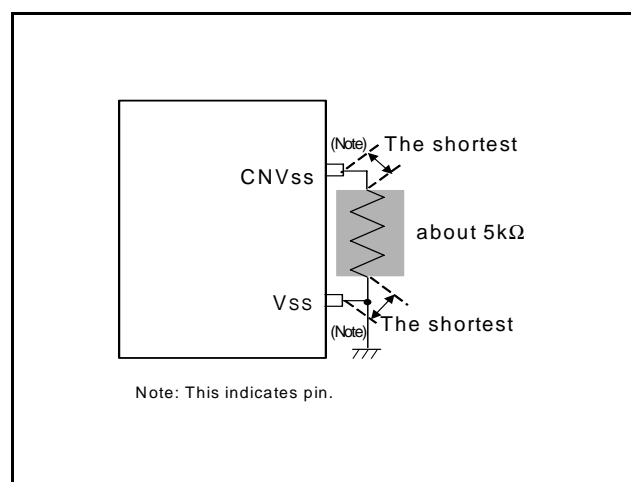 (Note) The shortest
CNVss
about 5kΩ
Vss
The shortest
(Note)
Note: This indicates pin.